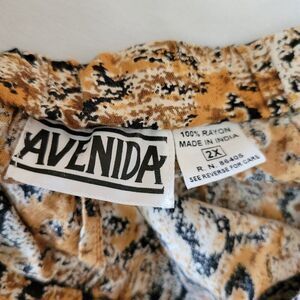 AVENIDA
100% RAYON
MADE IN INDIA
2X
R. N. 86405
SEE REVERSE FOR CARE